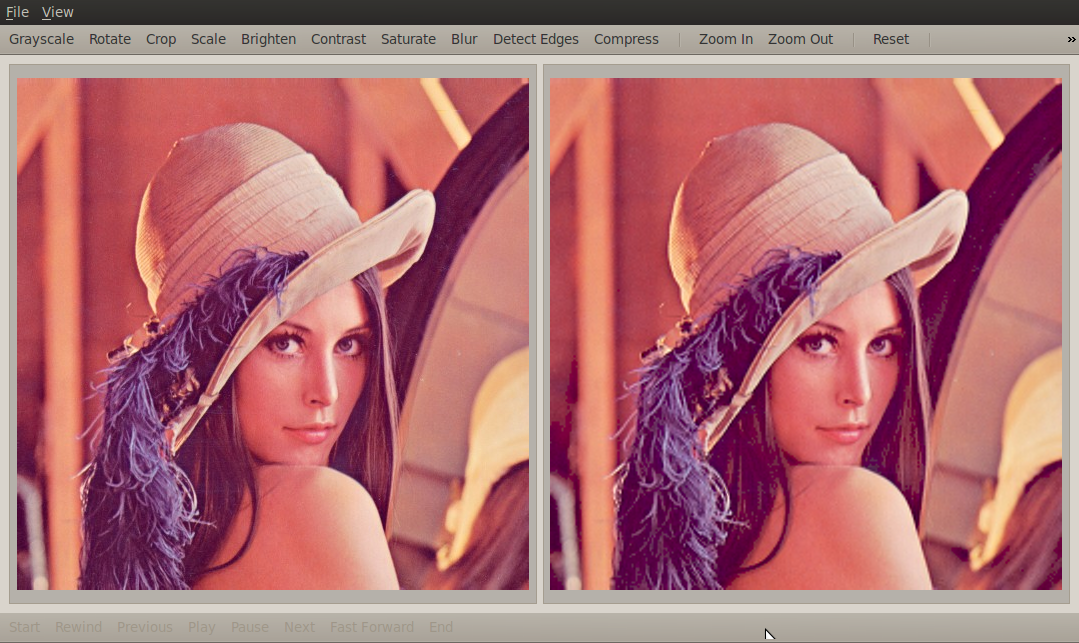 File View
Grayscale Rotate Crop Scale Brighten Contrast Saturate Blur Detect Edges Compress Zoom In Zoom Out Reset »
Start Rewind Previous Play Pause Next Fast Forward End